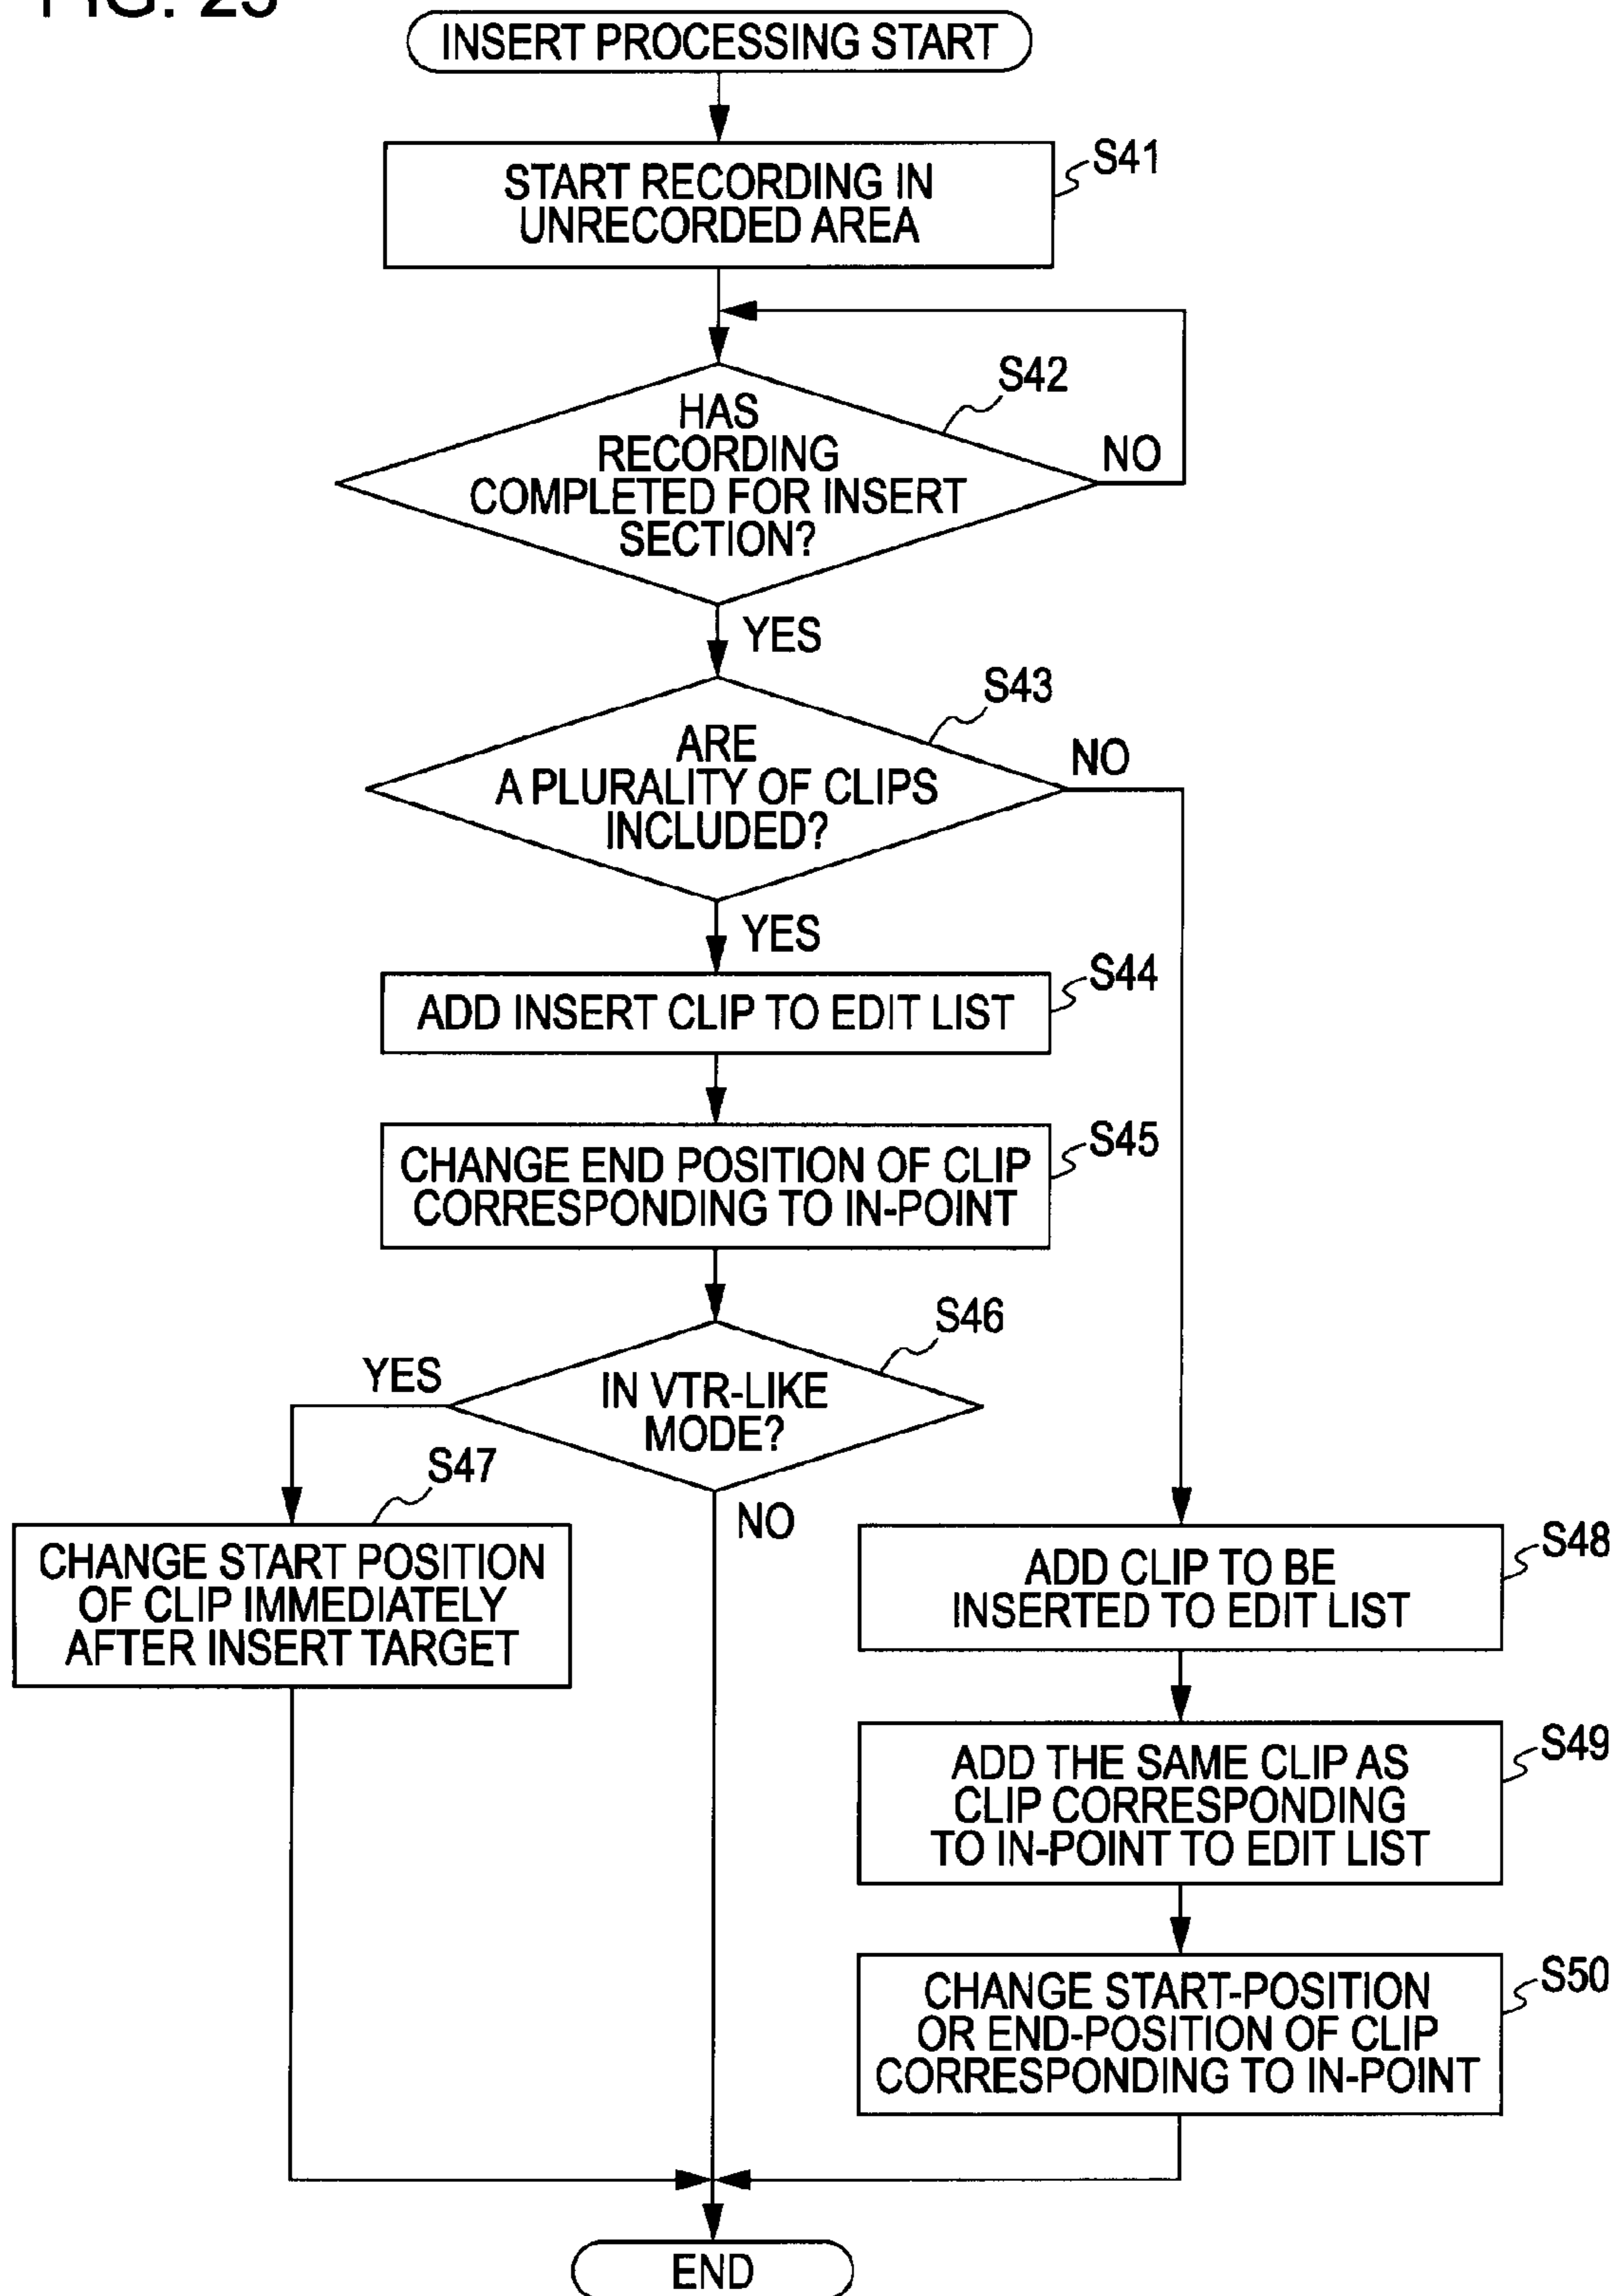 FIG. 25
INSERT PROCESSING START
START RECORDING IN
UNRECORDED AREA
S41
S42
HAS
RECORDING
COMPLETED FOR INSERT
SECTION?
NO
YES
S43
ARE
A PLURALITY OF CLIPS
INCLUDED?
NO
YES
S44
ADD INSERT CLIP TO EDIT LIST
S45
CHANGE END POSITION OF CLIP
CORRESPONDING TO IN-POINT
S46
IN VTR-LIKE
MODE?
YES
NO
S47
CHANGE START POSITION
OF CLIP IMMEDIATELY
AFTER INSERT TARGET
S48
ADD CLIP TO BE
INSERTED TO EDIT LIST
S49
ADD THE SAME CLIP AS
CLIP CORRESPONDING
TO IN-POINT TO EDIT LIST
S50
CHANGE START-POSITION
OR END-POSITION OF CLIP
CORRESPONDING TO IN-POINT
END